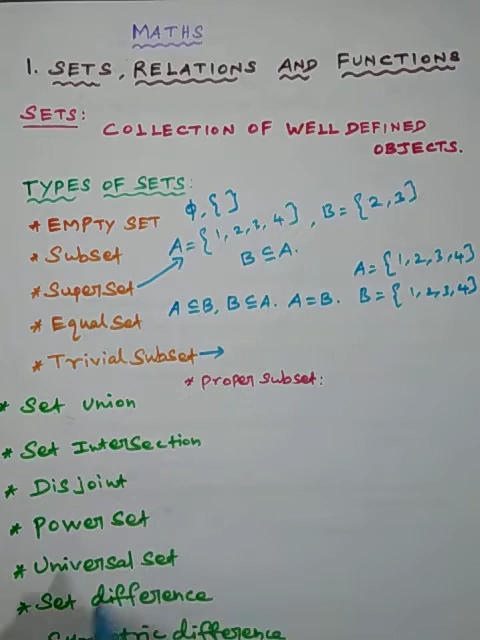 MATHS
1. SETS, RELATIONS AND FUNCTIONS
SETS:
COLLECTION OF WELL DEFINED
OBJECTS.
TYPES OF SETS:
* EMPTY SET Φ, { }
* Subset A = {1, 2, 3, 4}, B = {2, 3}
B ⊆ A.
* Superset
A = {1, 2, 3, 4}
* Equal Set A ⊆ B, B ⊆ A. A = B. B = {1, 2, 3, 4}
* Trivial Subset →
* Proper subset:
* Set Union
* Set Intersection
* Disjoint
* Power Set
* Universal Set
* Set difference
Symmetric difference